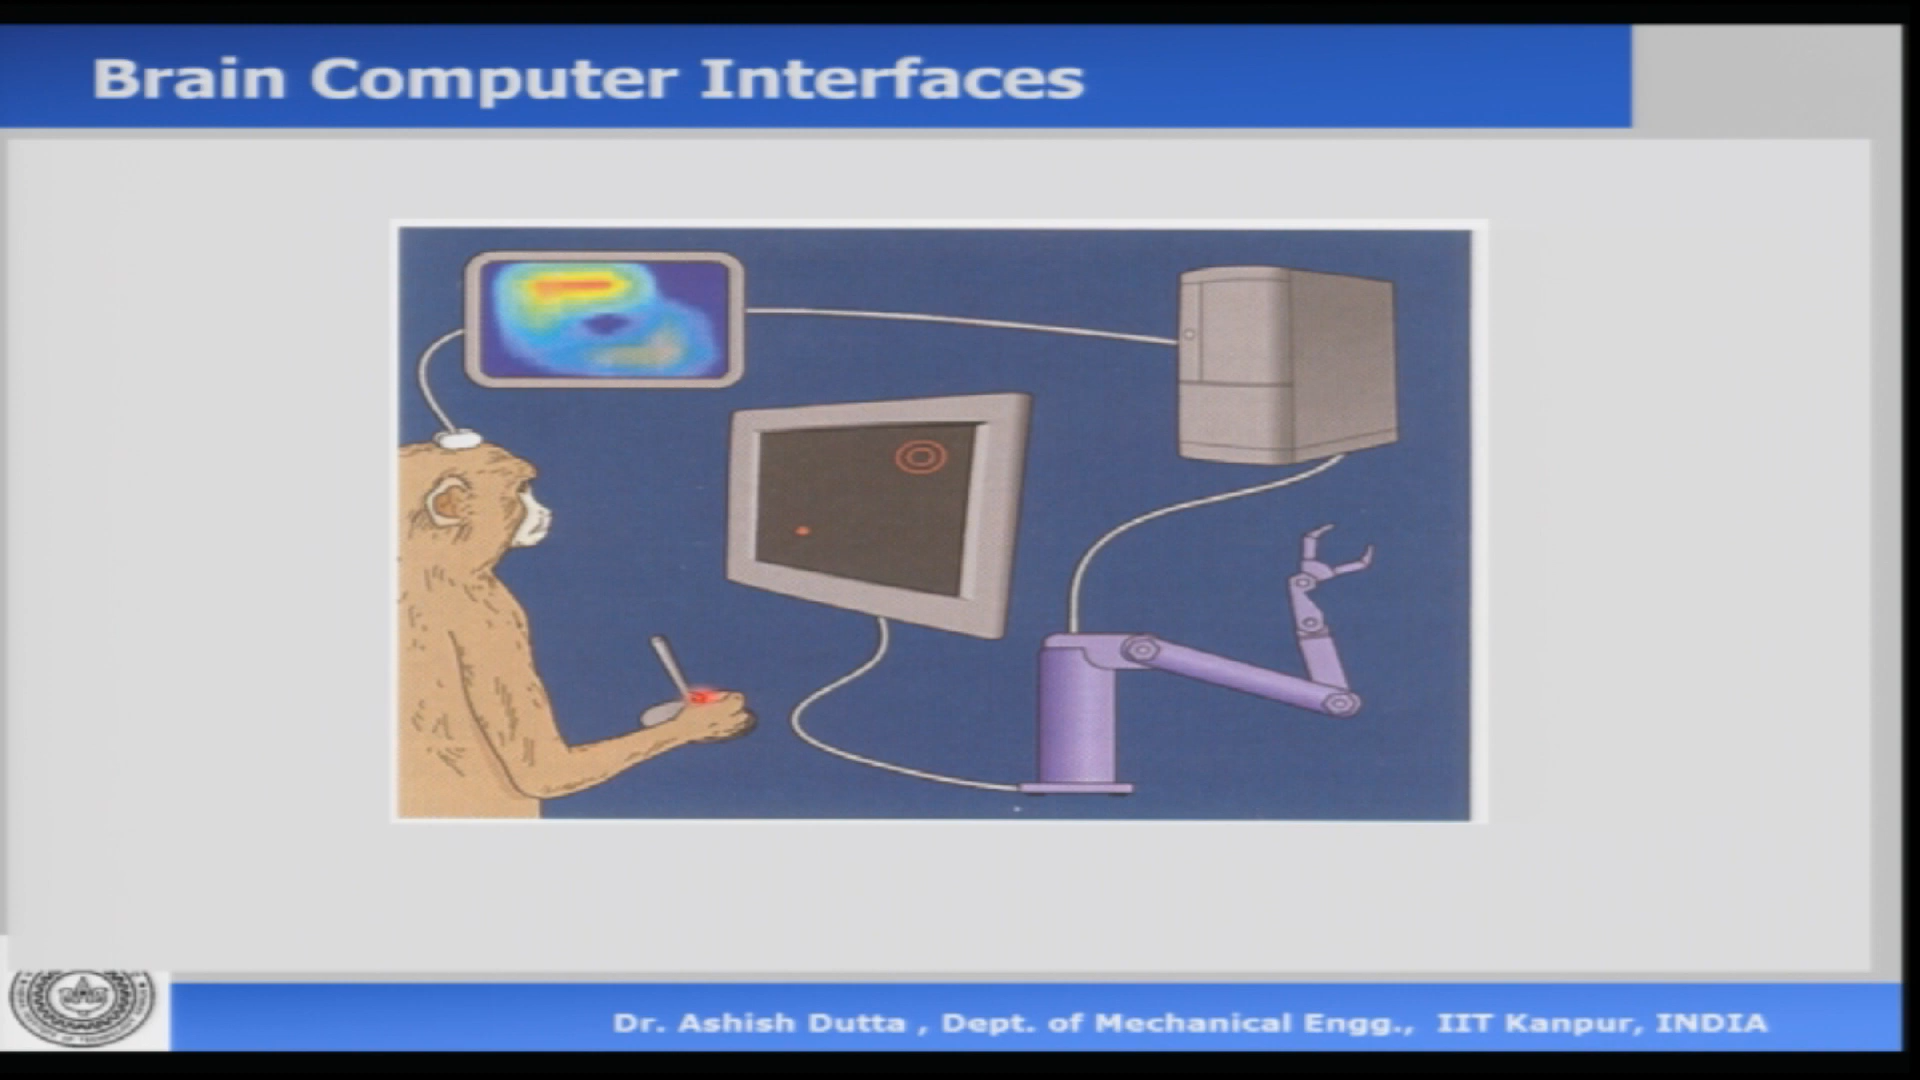 Brain Computer Interfaces
Dr. Ashish Dutta , Dept. of Mechanical Engg., IIT Kanpur, INDIA